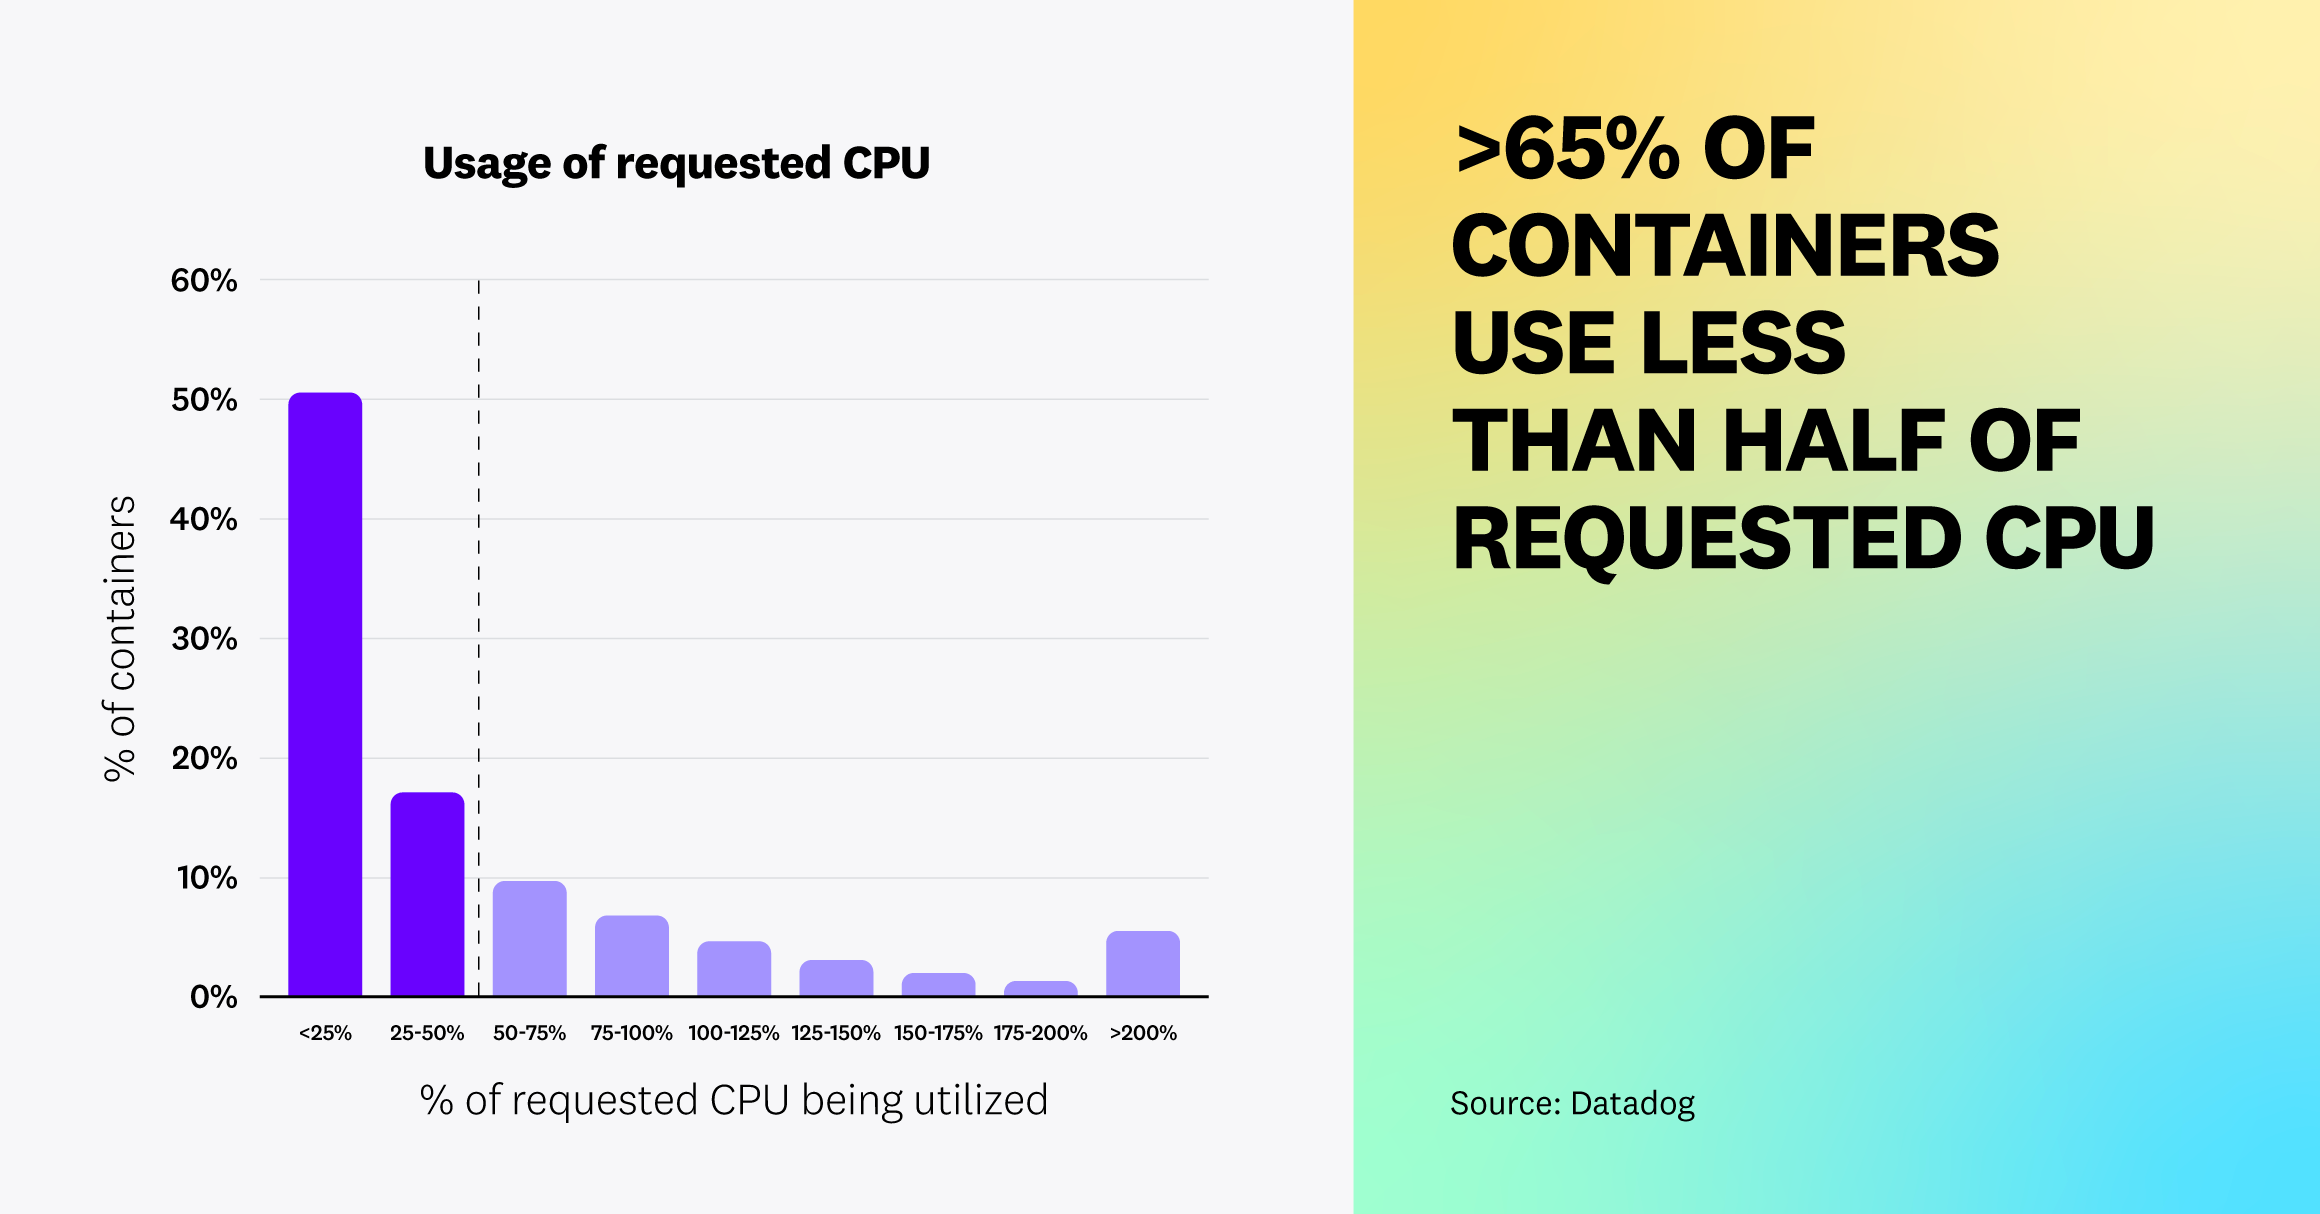 Usage of requested CPU
60%
50%
40%
30%
20%
10%
0%
% of containers
<25%
25-50%
50-75%
75-100%
100-125%
125-150%
150-175%
175-200%
>200%
% of requested CPU being utilized
>65% OF
CONTAINERS
USE LESS
THAN HALF OF
REQUESTED CPU
Source: Datadog